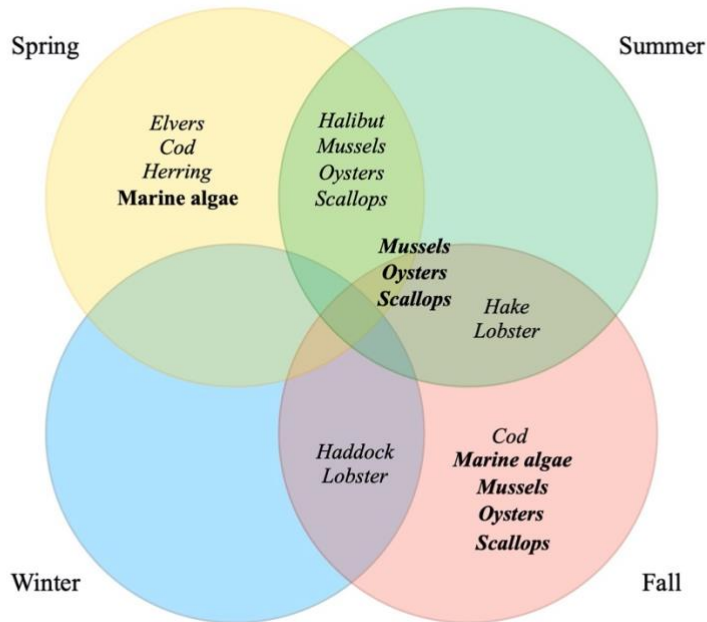 Spring
Summer
Elvers
Cod
Herring
Marine algae
Halibut
Mussels
Oysters
Scallops
Mussels
Oysters
Scallops
Hake
Lobster
Haddock
Lobster
Cod
Marine algae
Mussels
Oysters
Scallops
Winter
Fall